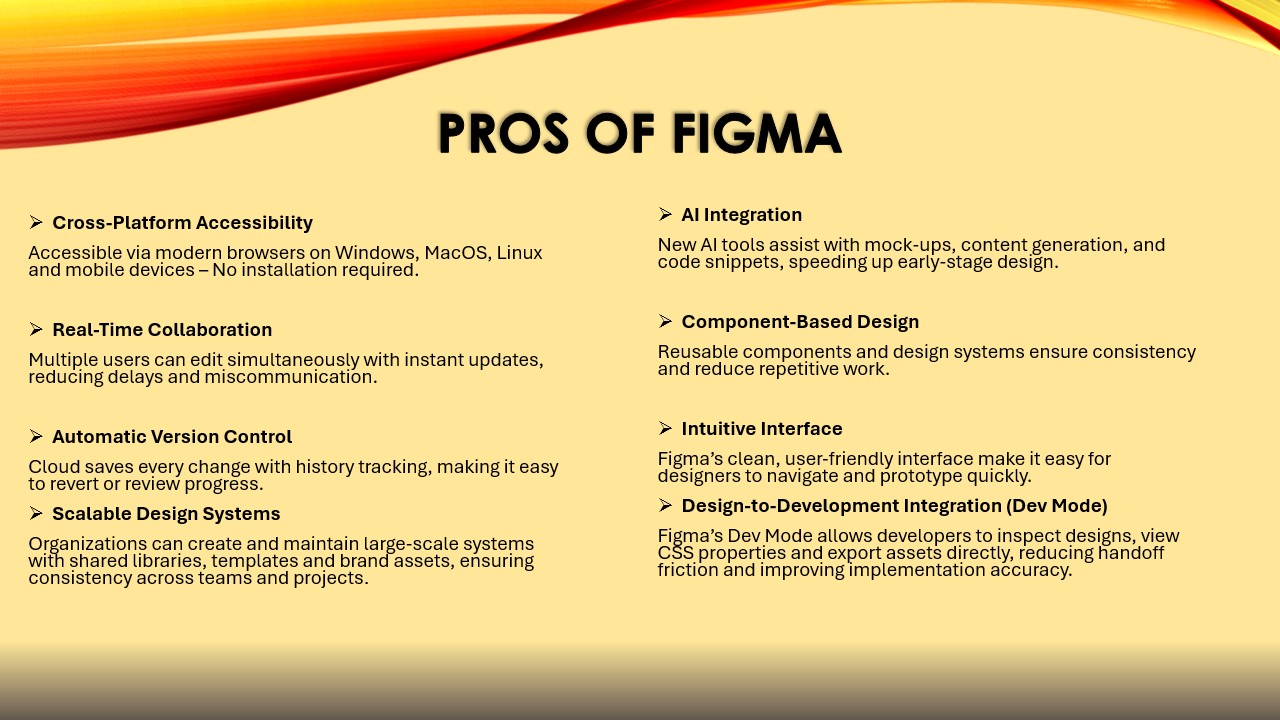 PROS OF FIGMA
➢ Cross-Platform Accessibility
Accessible via modern browsers on Windows, MacOS, Linux
and mobile devices – No installation required.
➢ Real-Time Collaboration
Multiple users can edit simultaneously with instant updates,
reducing delays and miscommunication.
➢ Automatic Version Control
Cloud saves every change with history tracking, making it easy
to revert or review progress.
➢ Scalable Design Systems
Organizations can create and maintain large-scale systems
with shared libraries, templates and brand assets, ensuring
consistency across teams and projects.
➢ AI Integration
New AI tools assist with mock-ups, content generation, and
code snippets, speeding up early-stage design.
➢ Component-Based Design
Reusable components and design systems ensure consistency
and reduce repetitive work.
➢ Intuitive Interface
Figma’s clean, user-friendly interface make it easy for
designers to navigate and prototype quickly.
➢ Design-to-Development Integration (Dev Mode)
Figma’s Dev Mode allows developers to inspect designs, view
CSS properties and export assets directly, reducing handoff
friction and improving implementation accuracy.